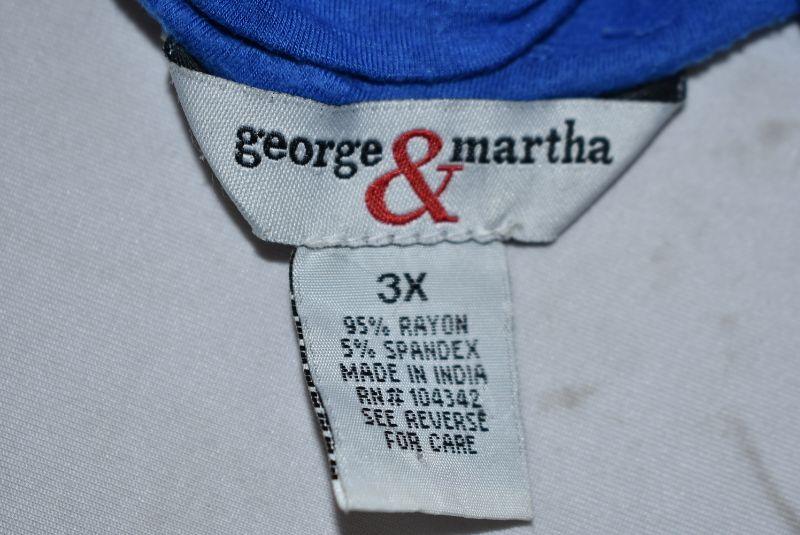 george & martha
3X
95% RAYON
5% SPANDEX
MADE IN INDIA
RN# 104342
SEE REVERSE
FOR CARE